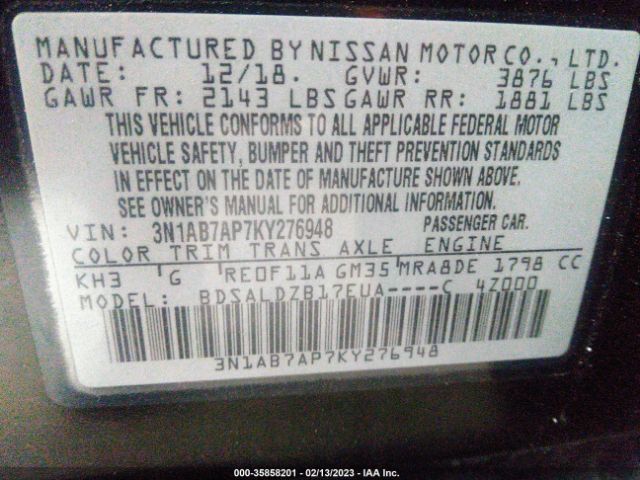 MANUFACTURED BY NISSAN MOTOR CO., LTD.
DATE: 12/18. GVWR: 3876 LBS
GAWR FR: 2143 LBS GAWR RR: 1881 LBS
THIS VEHICLE CONFORMS TO ALL APPLICABLE FEDERAL MOTOR
VEHICLE SAFETY, BUMPER AND THEFT PREVENTION STANDARDS
IN EFFECT ON THE DATE OF MANUFACTURE SHOWN ABOVE.
SEE OWNER'S MANUAL FOR ADDITIONAL INFORMATION.
VIN: 3N1AB7AP7KY276948 PASSENGER CAR.
COLOR TRIM TRANS AXLE ENGINE
KH3 G RE0F11A GM35 MRA8DE 1798 CC
MODEL: BDSALDZB17EUA----C 4Z000
3N1AB7AP7KY276948
000-35858201 - 02/13/2023 - IAA Inc.